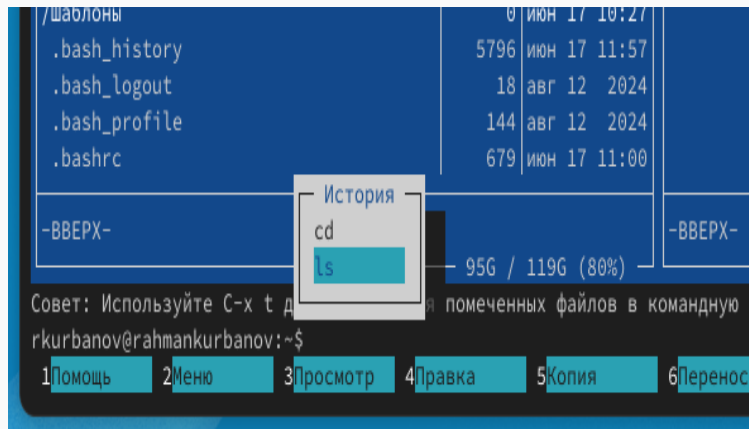 /Шаблоны 0 июн 17 10:27
.bash_history 5796 июн 17 11:57
.bash_logout 18 авг 12 2024
.bash_profile 144 авг 12 2024
.bashrc 679 июн 17 11:00
История
-ВВЕРХ- cd -ВВЕРХ-
ls
95G / 119G (80%)
Совет: Используйте C-x t д я помеченных файлов в командную
rkurbanov@rahmankurbanov:~$
1Помощь 2Меню 3Просмотр 4Правка 5Копия 6Перенос